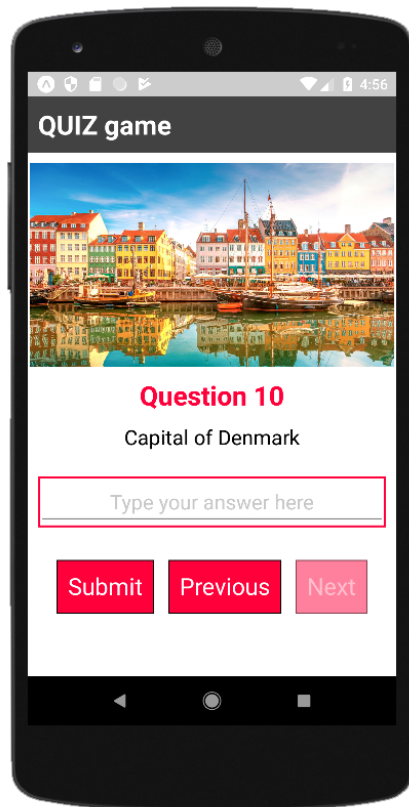 4:56
QUIZ game
Question 10
Capital of Denmark
Type your answer here
Submit Previous Next